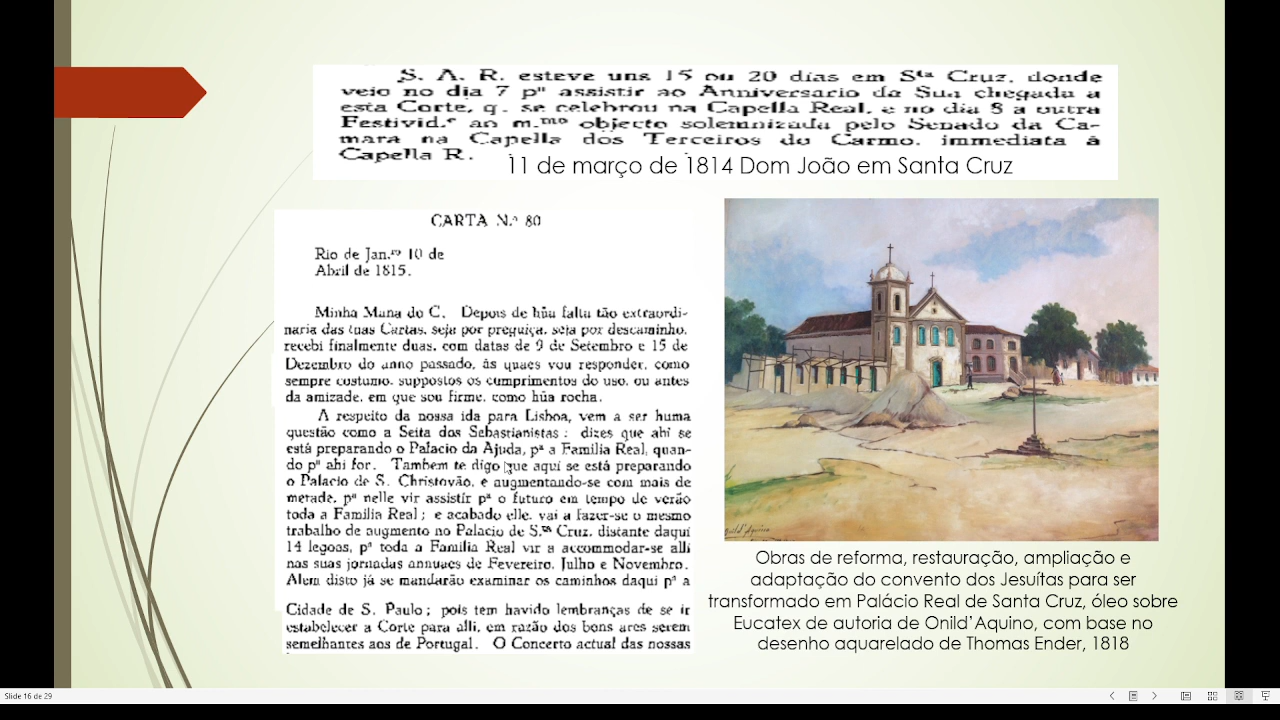 S. A. R. esteve uns 15 ou 20 dias em Sᵗᵃ Cruz, donde
veio no dia 7 pº assistir ao Anniversario da Sua chegada a
esta Corte, q. se celebrou na Capella Real, e no dia 8 a outra
Festivid.ᵉ ao m.ᵐᵒ objecto solemnizada pelo Senado da Ca-
mara na Capella dos Terceiros do Carmo, immediata á
Capella R.
11 de março de 1814 Dom João em Santa Cruz
CARTA N.º 80
Rio de Jan.ʳᵒ 10 de
Abril de 1815.
Minha Mana do C. Depois de hũa falta tão extraordi-
naria das tuas Cartas, seja por preguiça, seja por descaminho,
recebi finalmente duas, com datas de 9 de Setembro e 15 de
Dezembro do anno passado, ás quaes vou responder, como
sempre costumo, suppostos os cumprimentos do uso, ou antes
da amizade, em que sou firme, como hũa rocha.
A respeito da nossa ida para Lisboa, vem a ser huma
questão como a Seita dos Sebastianistas : dizes que ahi se
está preparando o Palacio da Ajuda, pª a Familia Real, quan-
do pª ahi for. Tambem te digo que aqui se está preparando
o Palacio de S. Christovão, e augmentando-se com mais de
metade, pª nelle vir assistir pª o futuro em tempo de verão
toda a Familia Real ; e acabado elle, vai a fazer-se o mesmo
trabalho de augmento no Palacio de S.ᵗᵃ Cruz, distante daqui
14 legoas, pª toda a Familia Real vir a accommodar-se alli
nas suas jornadas annuaes de Fevereiro, Julho e Novembro.
Alem disto já se mandarão examinar os caminhos daqui pª a
Cidade de S. Paulo ; pois tem havido lembranças de se ir
estabelecer a Corte para alli, em razão dos bons ares serem
semelhantes aos de Portugal. O Concerto actual das nossas
Onild'Aquino
Obras de reforma, restauração, ampliação e
adaptação do convento dos Jesuítas para ser
transformado em Palácio Real de Santa Cruz, óleo sobre
Eucatex de autoria de Onild'Aquino, com base no
desenho aquarelado de Thomas Ender, 1818
Slide 16 de 29